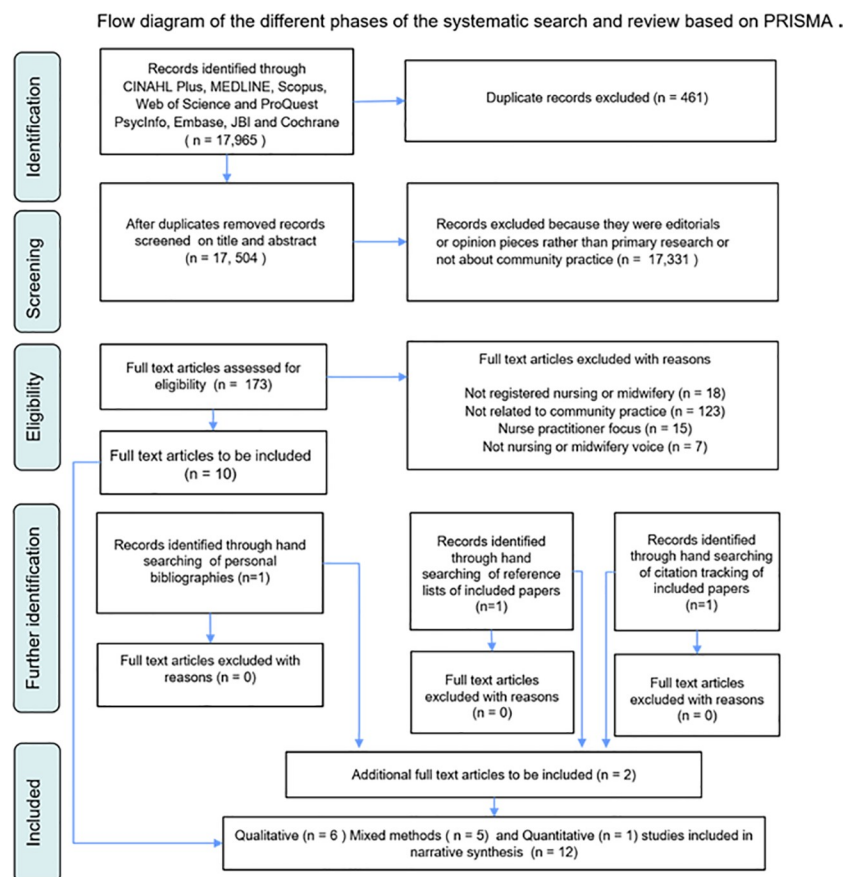 Flow diagram of the different phases of the systematic search and review based on PRISMA .
Identification
Records identified through
CINAHL Plus, MEDLINE, Scopus,
Web of Science and ProQuest
PsycInfo, Embase, JBI and Cochrane
( n = 17,965 )
Duplicate records excluded (n = 461)
Screening
After duplicates removed records
screened on title and abstract
(n = 17, 504 )
Records excluded because they were editorials
or opinion pieces rather than primary research or
not about community practice (n = 17,331 )
Eligibility
Full text articles assessed for
eligibility (n = 173)
Full text articles excluded with reasons
Not registered nursing or midwifery (n = 18)
Not related to community practice (n = 123)
Nurse practitioner focus (n = 15)
Not nursing or midwifery voice (n = 7)
Full text articles to be included
(n = 10)
Further identification
Records identified through hand
searching of personal
bibliographies (n=1)
Records identified
through hand
searching of reference
lists of included papers
(n=1)
Records identified
through hand searching
of citation tracking of
included papers
(n=1)
Full text articles excluded with
reasons (n = 0)
Full text articles
excluded with reasons
(n = 0)
Full text articles
excluded with reasons
(n = 0)
Included
Additional full text articles to be included (n = 2)
Qualitative (n = 6 ) Mixed methods ( n = 5) and Quantitative (n = 1) studies included in
narrative synthesis (n = 12)